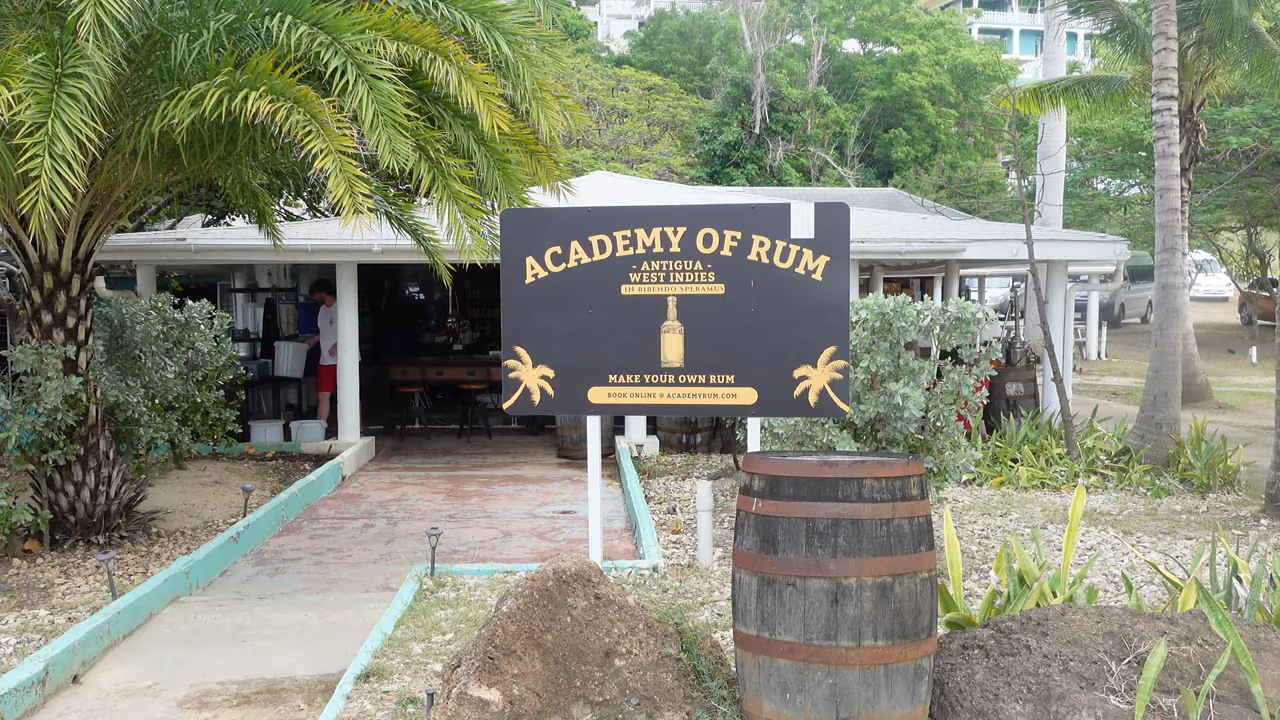 ACADEMY OF RUM
- ANTIGUA -
WEST INDIES
IN BIBENDO SPERAMUS
MAKE YOUR OWN RUM
BOOK ONLINE @ ACADEMYRUM.COM